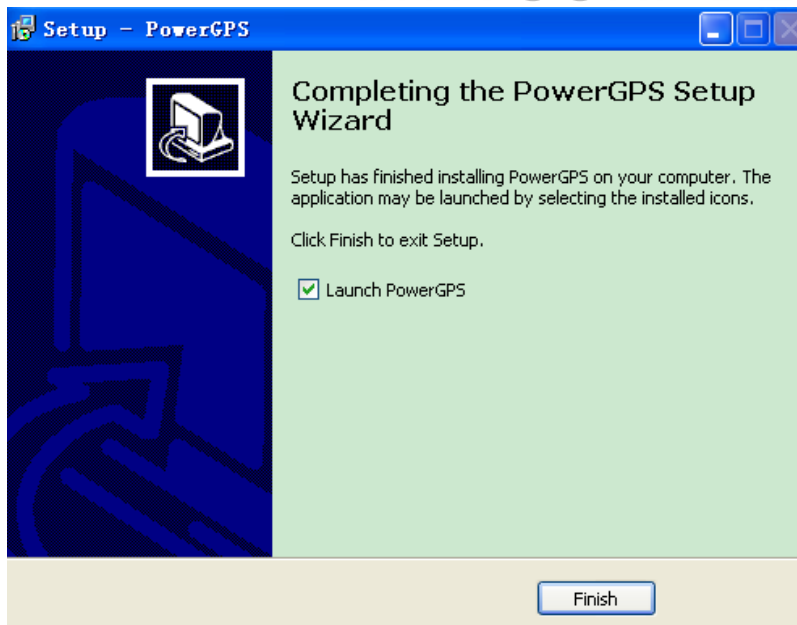 Setup - PowerGPS
Completing the PowerGPS Setup
Wizard
Setup has finished installing PowerGPS on your computer. The
application may be launched by selecting the installed icons.
Click Finish to exit Setup.
Launch PowerGPS
Finish